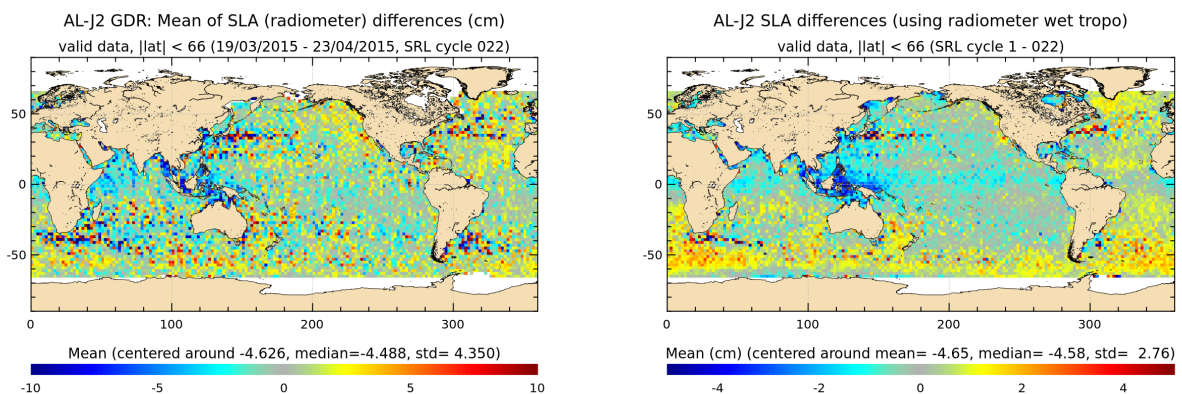 AL-J2 GDR: Mean of SLA (radiometer) differences (cm)
valid data, |lat| < 66 (19/03/2015 - 23/04/2015, SRL cycle 022)
50
0
-50
0 100 200 300
Mean (centered around -4.626, median=-4.488, std= 4.350)
-10 -5 0 5 10
AL-J2 SLA differences (using radiometer wet tropo)
valid data, |lat| < 66 (SRL cycle 1 - 022)
50
0
-50
0 100 200 300
Mean (cm) (centered around mean= -4.65, median= -4.58, std= 2.76)
-4 -2 0 2 4